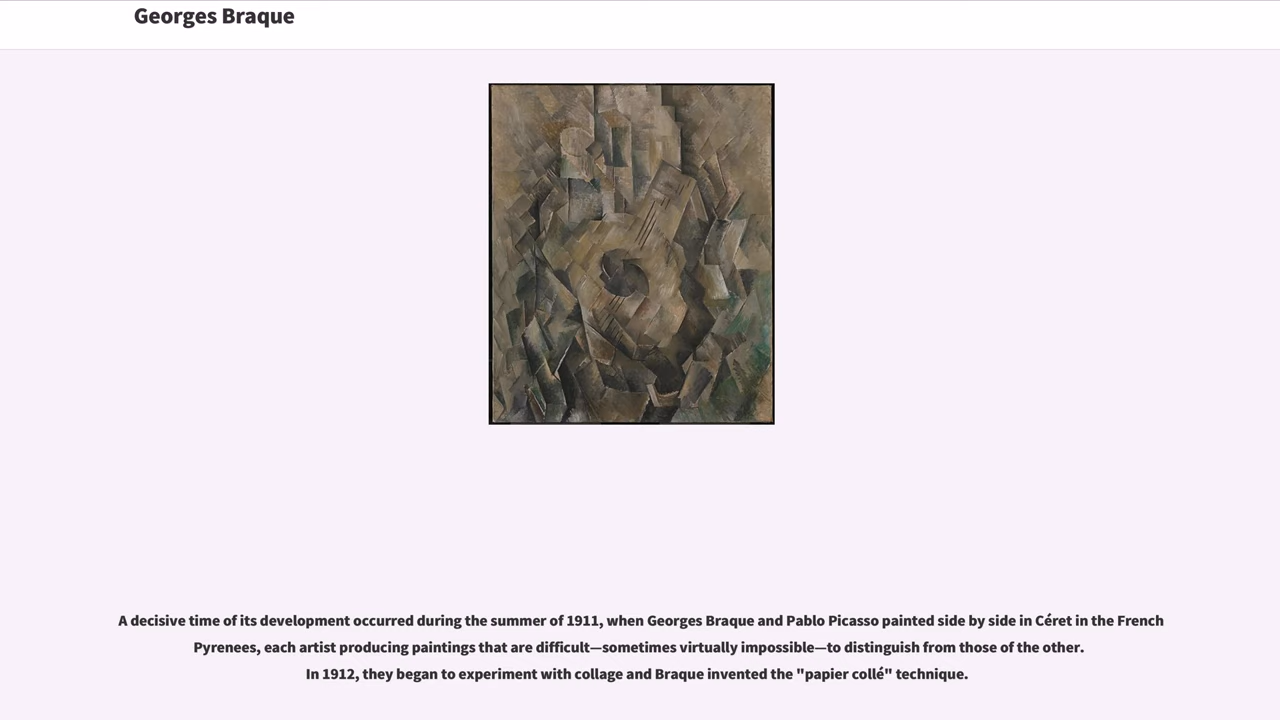 Georges Braque
A decisive time of its development occurred during the summer of 1911, when Georges Braque and Pablo Picasso painted side by side in Céret in the French
Pyrenees, each artist producing paintings that are difficult—sometimes virtually impossible—to distinguish from those of the other.
In 1912, they began to experiment with collage and Braque invented the "papier collé" technique.